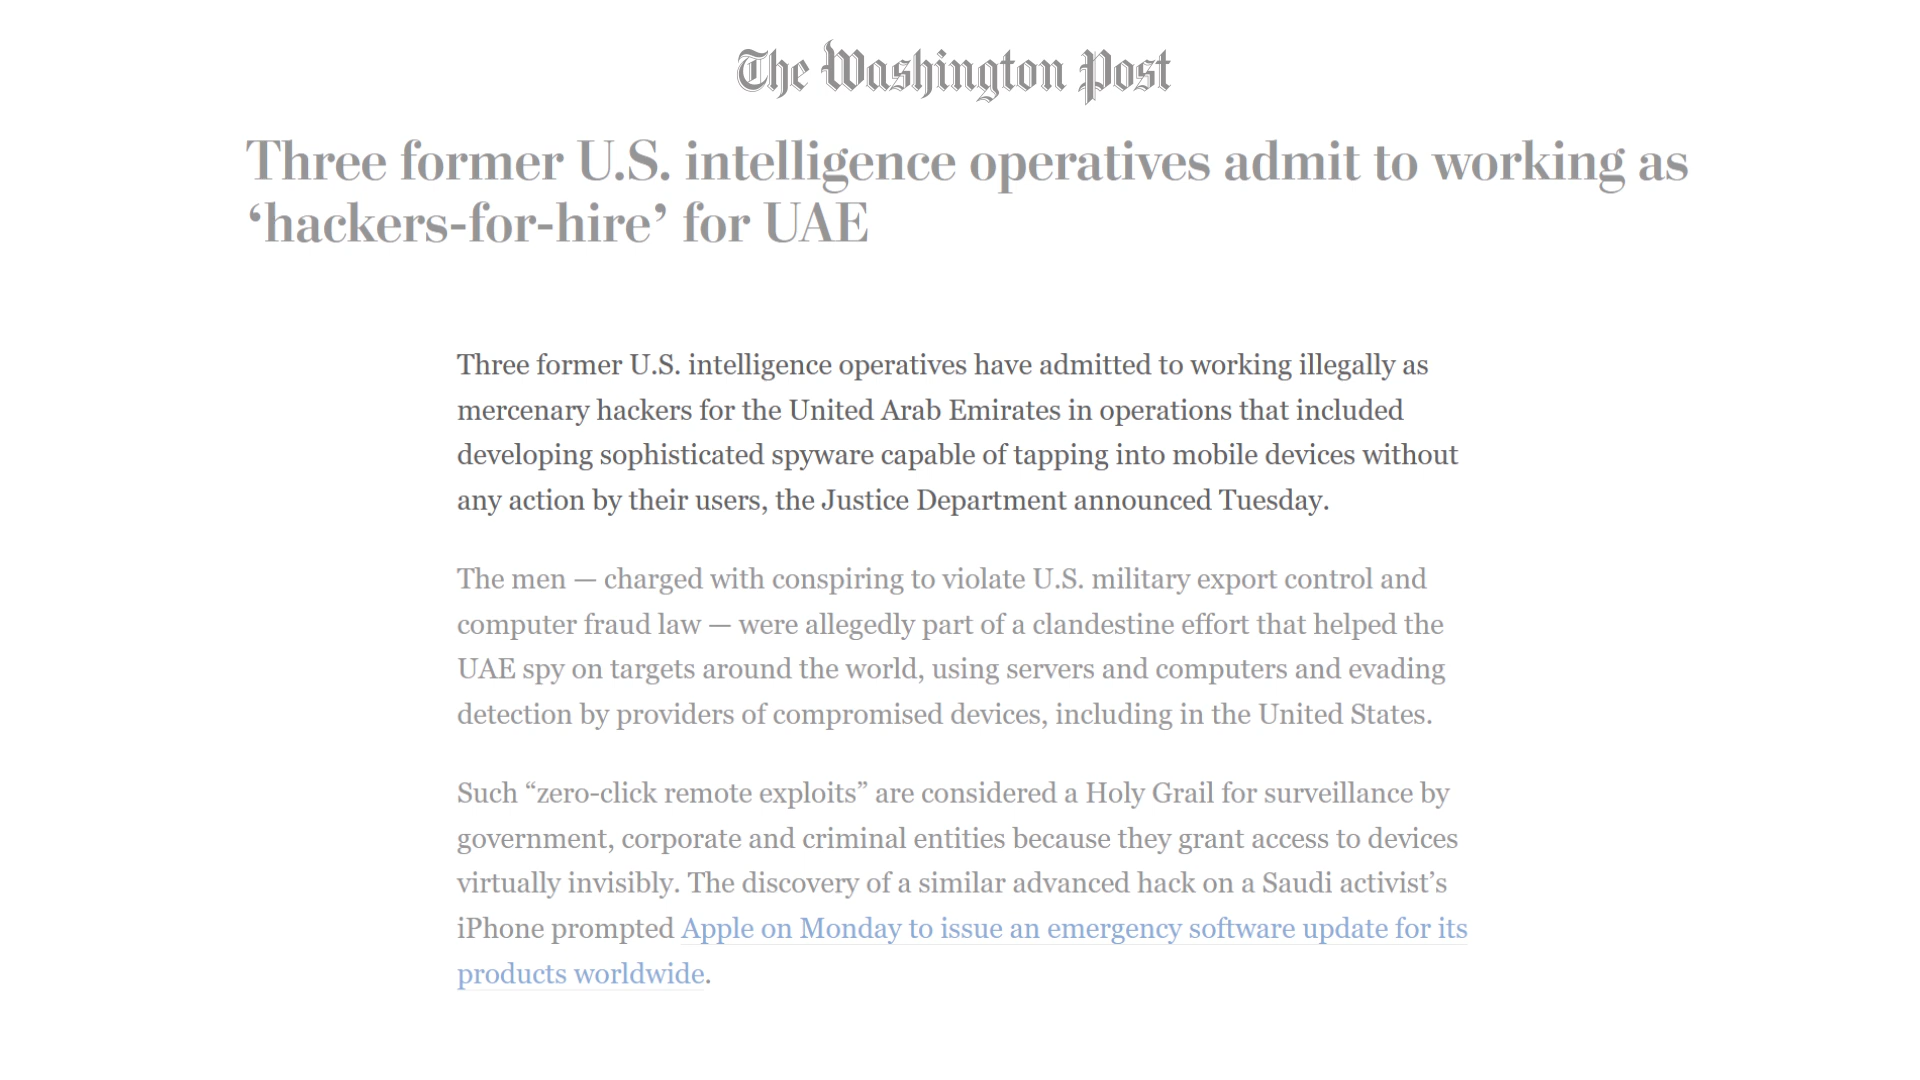 The Washington Post
Three former U.S. intelligence operatives admit to working as
‘hackers-for-hire’ for UAE
Three former U.S. intelligence operatives have admitted to working illegally as
mercenary hackers for the United Arab Emirates in operations that included
developing sophisticated spyware capable of tapping into mobile devices without
any action by their users, the Justice Department announced Tuesday.
The men — charged with conspiring to violate U.S. military export control and
computer fraud law — were allegedly part of a clandestine effort that helped the
UAE spy on targets around the world, using servers and computers and evading
detection by providers of compromised devices, including in the United States.
Such “zero-click remote exploits” are considered a Holy Grail for surveillance by
government, corporate and criminal entities because they grant access to devices
virtually invisibly. The discovery of a similar advanced hack on a Saudi activist’s
iPhone prompted Apple on Monday to issue an emergency software update for its
products worldwide.